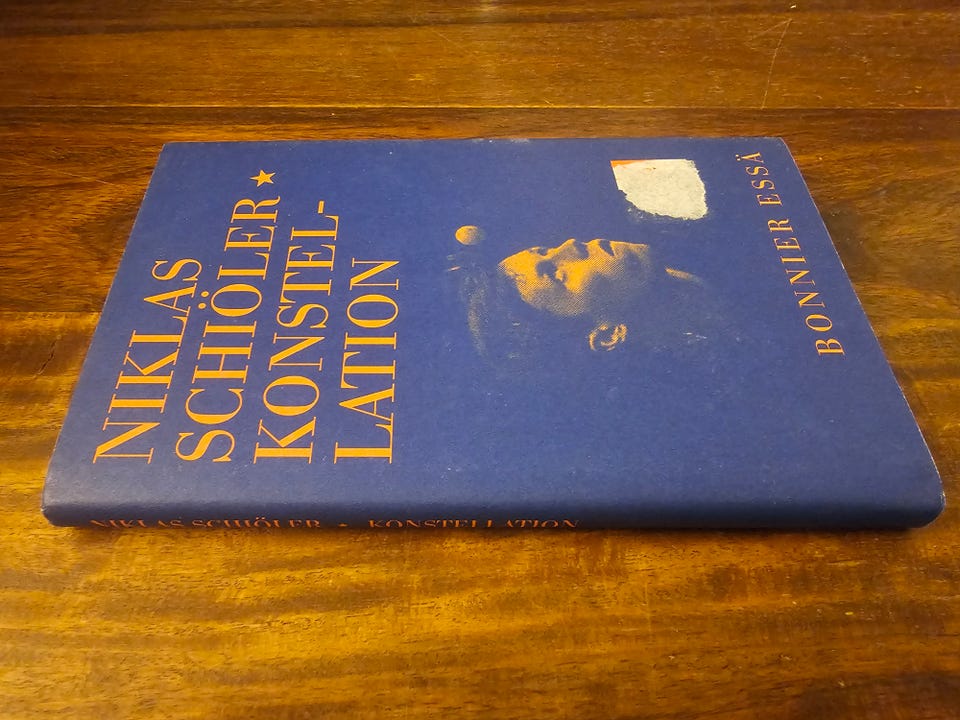 NIKLAS
SCHIÖLER ★
KONSTEL-
LATION
BONNIER ESSÄ
NIKLAS SCHIÖLER ★ KONSTELLATION